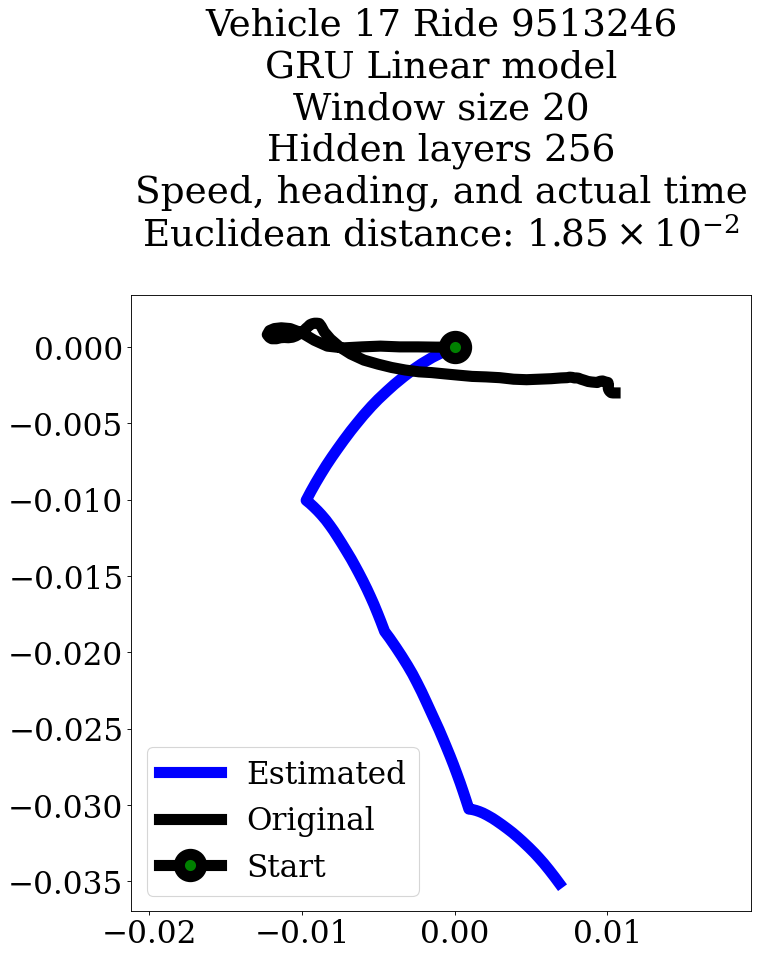 Vehicle 17 Ride 9513246
GRU Linear model
Window size 20
Hidden layers 256
Speed, heading, and actual time
Euclidean distance: 1.85 × 10⁻²
0.000
−0.005
−0.010
−0.015
−0.020
−0.025
−0.030
−0.035
Estimated
Original
Start
−0.02 −0.01 0.00 0.01